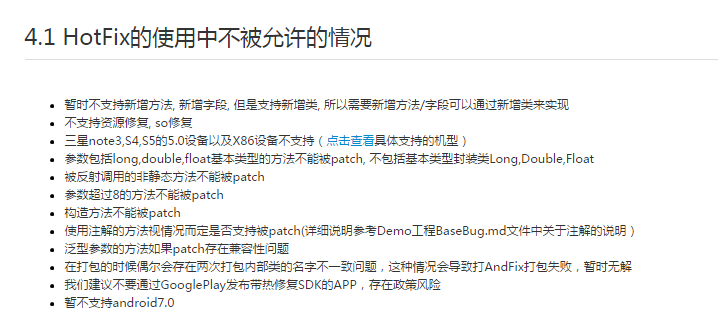 4.1 HotFix的使用中不被允许的情况
暂时不支持新增方法, 新增字段, 但是支持新增类, 所以需要新增方法/字段可以通过新增类来实现
不支持资源修复, so修复
三星note3,S4,S5的5.0设备以及X86设备不支持（点击查看具体支持的机型）
参数包括long,double,float基本类型的方法不能被patch, 不包括基本类型封装类Long,Double,Float
被反射调用的非静态方法不能被patch
参数超过8的方法不能被patch
构造方法不能被patch
使用注解的方法视情况而定是否支持被patch(详细说明参考Demo工程BaseBug.md文件中关于注解的说明）
泛型参数的方法如果patch存在兼容性问题
在打包的时候偶尔会存在两次打包内部类的名字不一致问题，这种情况会导致打AndFix打包失败，暂时无解
我们建议不要通过GooglePlay发布带热修复SDK的APP，存在政策风险
暂不支持android7.0